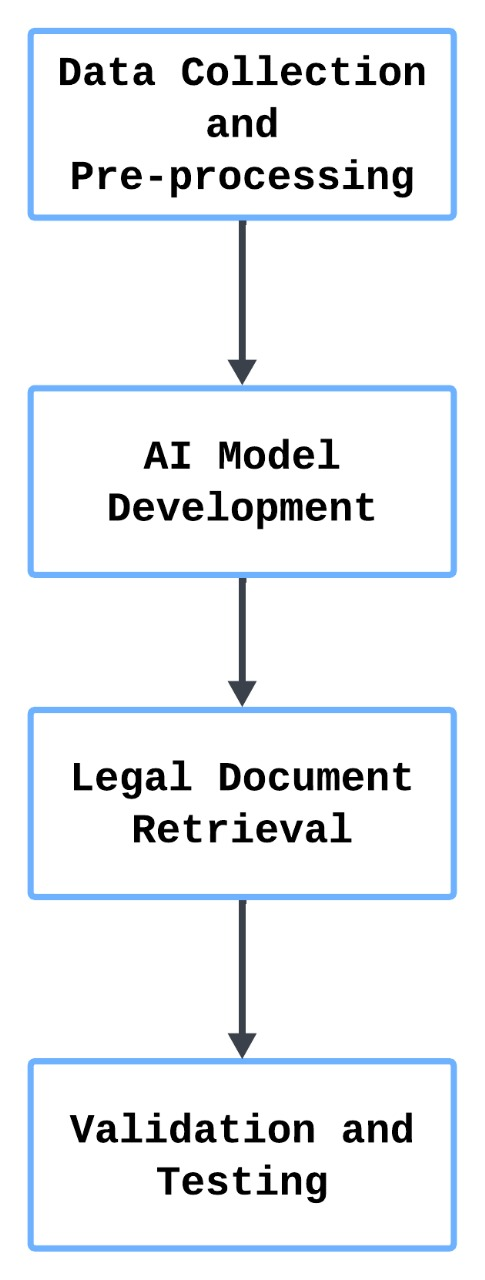 Data Collection
and
Pre-processing
AI Model
Development
Legal Document
Retrieval
Validation and
Testing